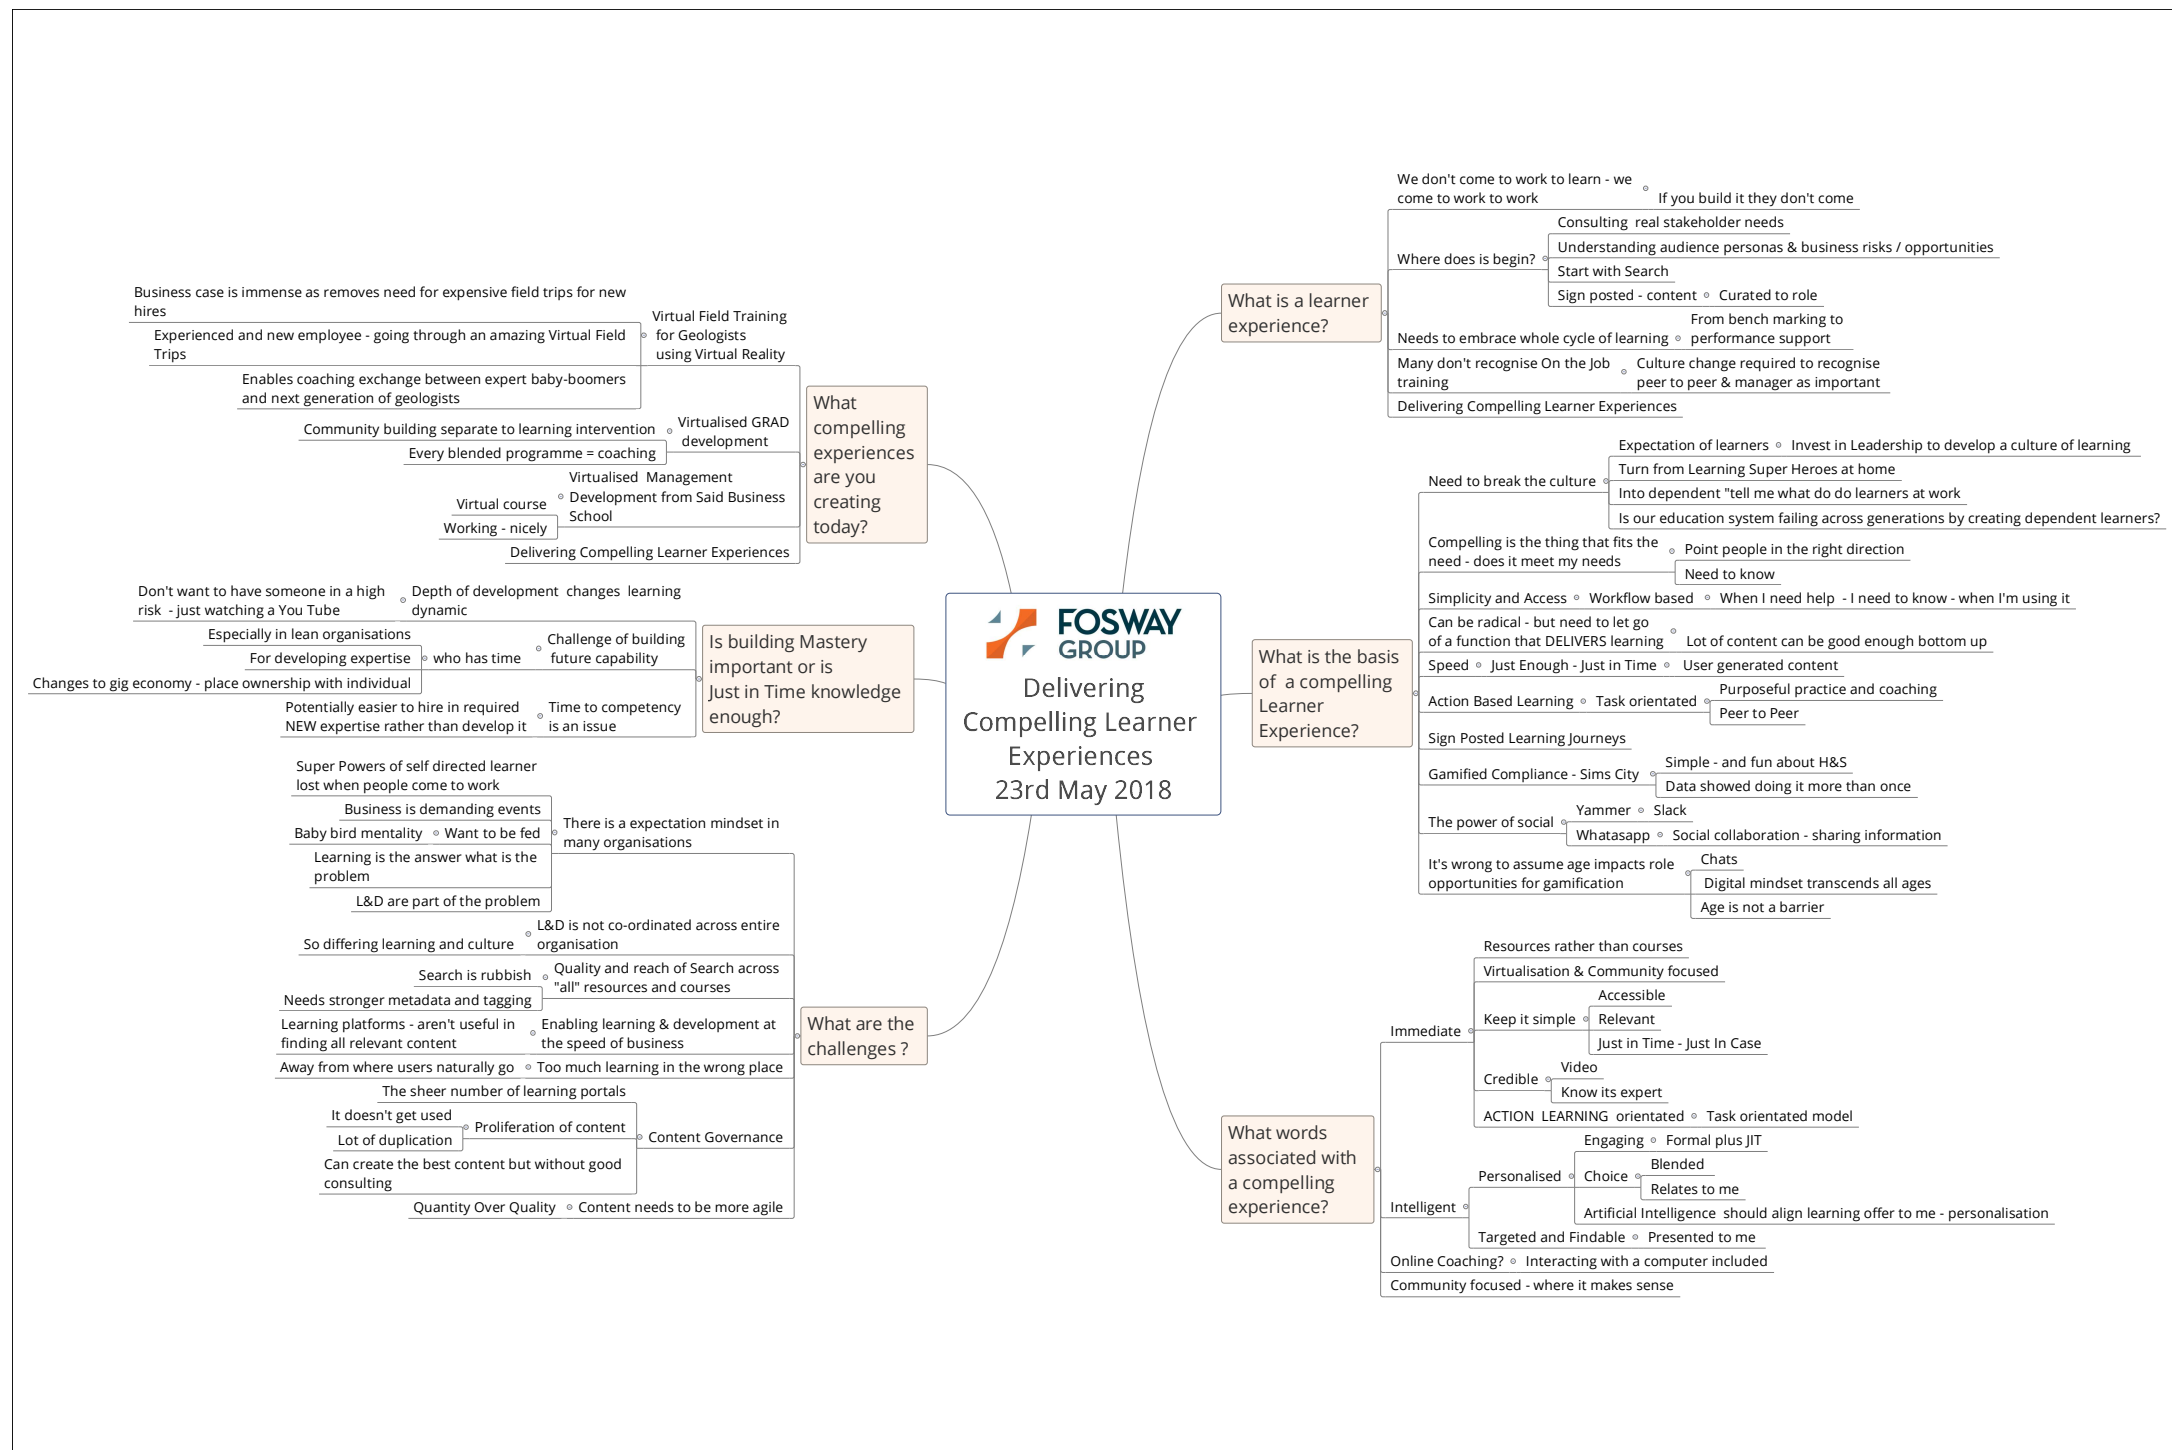 FOSWAY
GROUP
Delivering
Compelling Learner
Experiences
23rd May 2018
What is a learner
experience?
We don't come to work to learn - we
come to work to work
If you build it they don't come
Where does is begin?
Consulting  real stakeholder needs
Understanding audience personas & business risks / opportunities
Start with Search
Sign posted - content
Curated to role
Needs to embrace whole cycle of learning
From bench marking to
performance support
Many don't recognise On the Job
training
Culture change required to recognise
peer to peer & manager as important
Delivering Compelling Learner Experiences
What is the basis
of  a compelling
Learner
Experience?
Need to break the culture
Expectation of learners
Invest in Leadership to develop a culture of learning
Turn from Learning Super Heroes at home
Into dependent "tell me what do do learners at work
Is our education system failing across generations by creating dependent learners?
Compelling is the thing that fits the
need - does it meet my needs
Point people in the right direction
Need to know
Simplicity and Access
Workflow based
When I need help  - I need to know - when I'm using it
Can be radical - but need to let go
of a function that DELIVERS learning
Lot of content can be good enough bottom up
Speed
Just Enough - Just in Time
User generated content
Action Based Learning
Task orientated
Purposeful practice and coaching
Peer to Peer
Sign Posted Learning Journeys
Gamified Compliance - Sims City
Simple - and fun about H&S
Data showed doing it more than once
The power of social
Yammer
Slack
Whatasapp
Social collaboration - sharing information
It's wrong to assume age impacts role
opportunities for gamification
Chats
Digital mindset transcends all ages
Age is not a barrier
What words
associated with
a compelling
experience?
Immediate
Resources rather than courses
Virtualisation & Community focused
Keep it simple
Accessible
Relevant
Just in Time - Just In Case
Credible
Video
Know its expert
ACTION  LEARNING  orientated
Task orientated model
Intelligent
Personalised
Engaging
Formal plus JIT
Choice
Blended
Relates to me
Artificial Intelligence  should align learning offer to me - personalisation
Targeted and Findable
Presented to me
Online Coaching?
Interacting with a computer included
Community focused - where it makes sense
What
compelling
experiences
are you
creating
today?
Virtual Field Training
for Geologists
using Virtual Reality
Business case is immense as removes need for expensive field trips for new
hires
Experienced and new employee - going through an amazing Virtual Field
Trips
Enables coaching exchange between expert baby-boomers
and next generation of geologists
Virtualised GRAD
development
Community building separate to learning intervention
Every blended programme = coaching
Virtualised  Management
Development from Said Business
School
Virtual course
Working - nicely
Delivering Compelling Learner Experiences
Is building Mastery
important or is
Just in Time knowledge
enough?
Depth of development  changes  learning
dynamic
Don't want to have someone in a high
risk  - just watching a You Tube
Challenge of building
future capability
who has time
Especially in lean organisations
For developing expertise
Changes to gig economy - place ownership with individual
Time to competency
is an issue
Potentially easier to hire in required
NEW expertise rather than develop it
What are the
challenges ?
There is a expectation mindset in
many organisations
Super Powers of self directed learner
lost when people come to work
Business is demanding events
Want to be fed
Baby bird mentality
Learning is the answer what is the
problem
L&D are part of the problem
L&D is not co-ordinated across entire
organisation
So differing learning and culture
Quality and reach of Search across
"all" resources and courses
Search is rubbish
Needs stronger metadata and tagging
Enabling learning & development at
the speed of business
Learning platforms - aren't useful in
finding all relevant content
Too much learning in the wrong place
Away from where users naturally go
Content Governance
The sheer number of learning portals
Proliferation of content
It doesn't get used
Lot of duplication
Can create the best content but without good
consulting
Content needs to be more agile
Quantity Over Quality